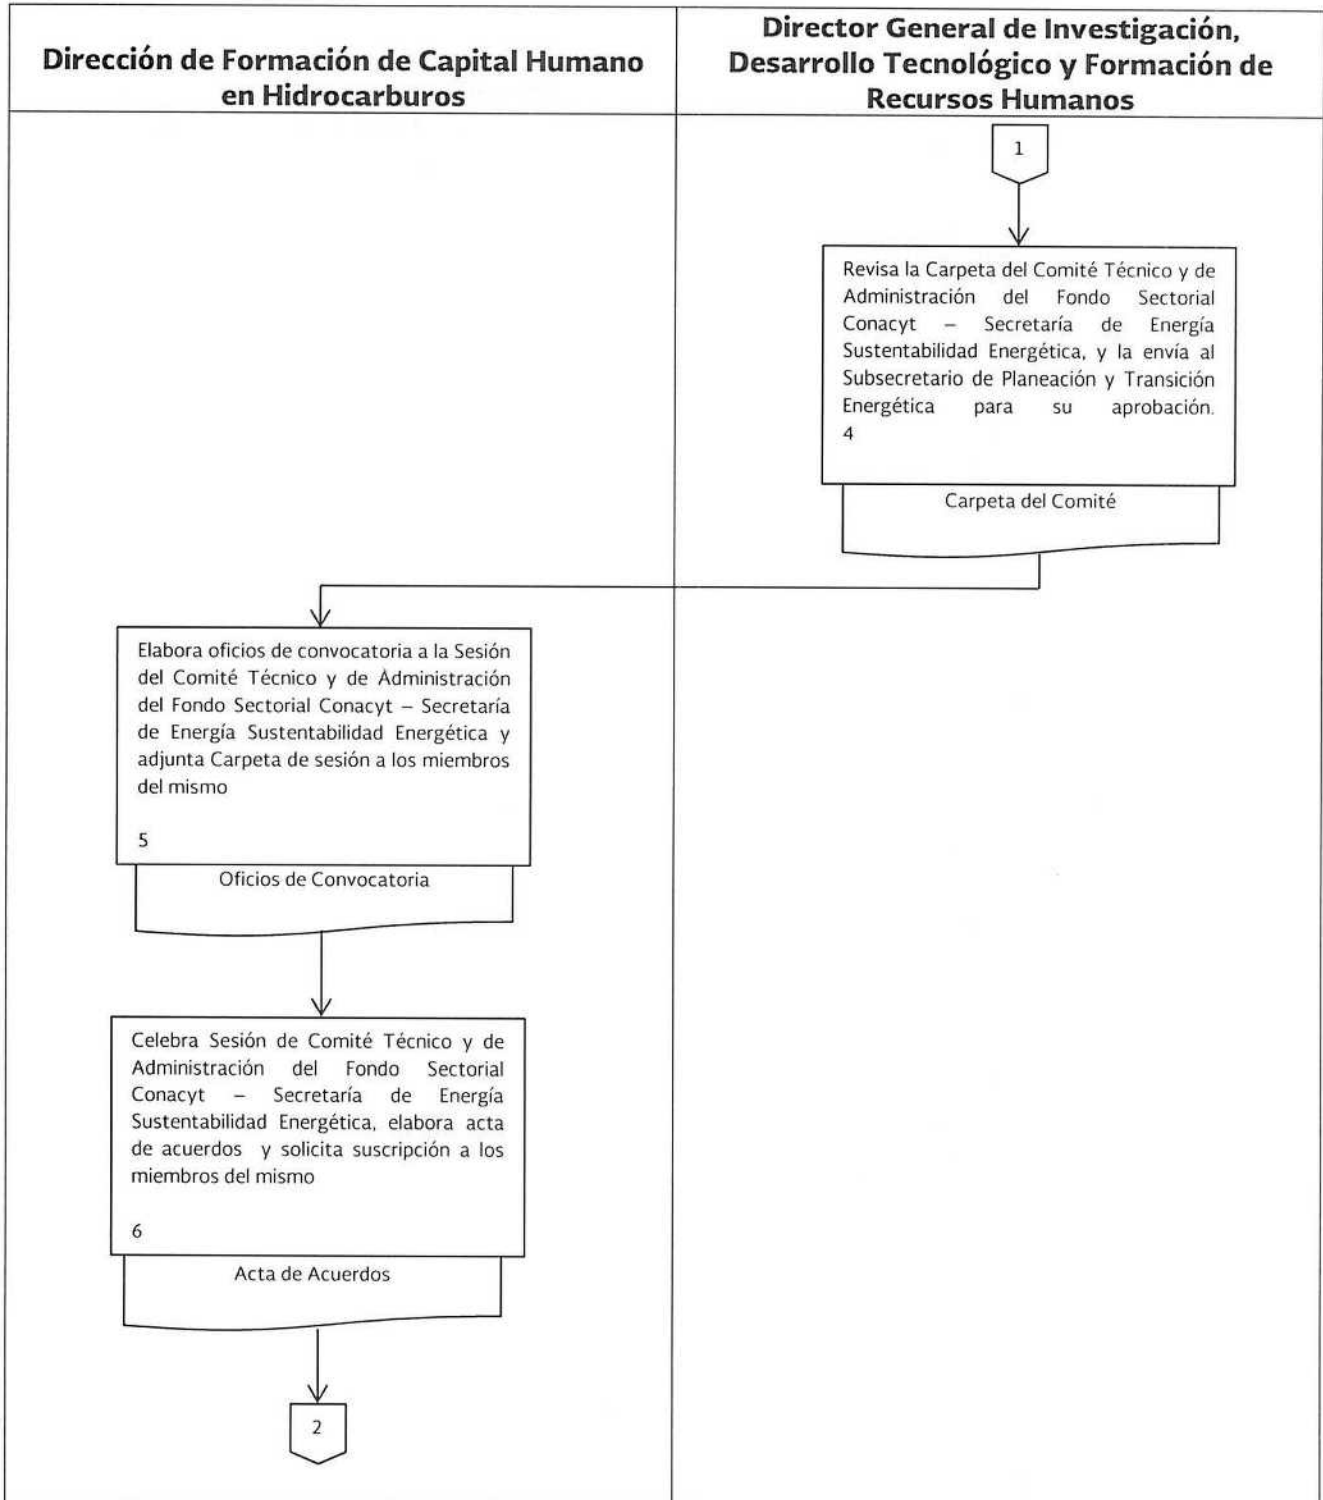 Dirección de Formación de Capital Humano
en Hidrocarburos
Director General de Investigación,
Desarrollo Tecnológico y Formación de
Recursos Humanos
1
Revisa la Carpeta del Comité Técnico y de
Administración del Fondo Sectorial
Conacyt – Secretaría de Energía
Sustentabilidad Energética, y la envía al
Subsecretario de Planeación y Transición
Energética para su aprobación.
4
Carpeta del Comité
Elabora oficios de convocatoria a la Sesión
del Comité Técnico y de Administración
del Fondo Sectorial Conacyt – Secretaría
de Energía Sustentabilidad Energética y
adjunta Carpeta de sesión a los miembros
del mismo
5
Oficios de Convocatoria
Celebra Sesión de Comité Técnico y de
Administración del Fondo Sectorial
Conacyt – Secretaría de Energía
Sustentabilidad Energética, elabora acta
de acuerdos y solicita suscripción a los
miembros del mismo
6
Acta de Acuerdos
2